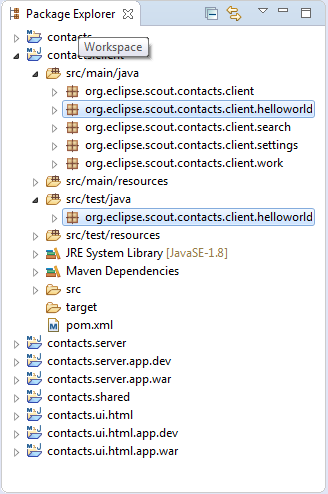 Package Explorer
contacts
Workspace
contacts.client
src/main/java
org.eclipse.scout.contacts.client
org.eclipse.scout.contacts.client.helloworld
org.eclipse.scout.contacts.client.search
org.eclipse.scout.contacts.client.settings
org.eclipse.scout.contacts.client.work
src/main/resources
src/test/java
org.eclipse.scout.contacts.client.helloworld
src/test/resources
JRE System Library [JavaSE-1.8]
Maven Dependencies
src
target
pom.xml
contacts.server
contacts.server.app.dev
contacts.server.app.war
contacts.shared
contacts.ui.html
contacts.ui.html.app.dev
contacts.ui.html.app.war